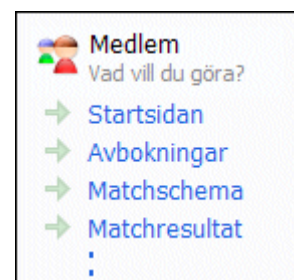 Medlem
Vad vill du göra?
Startsidan
Avbokningar
Matchschema
Matchresultat